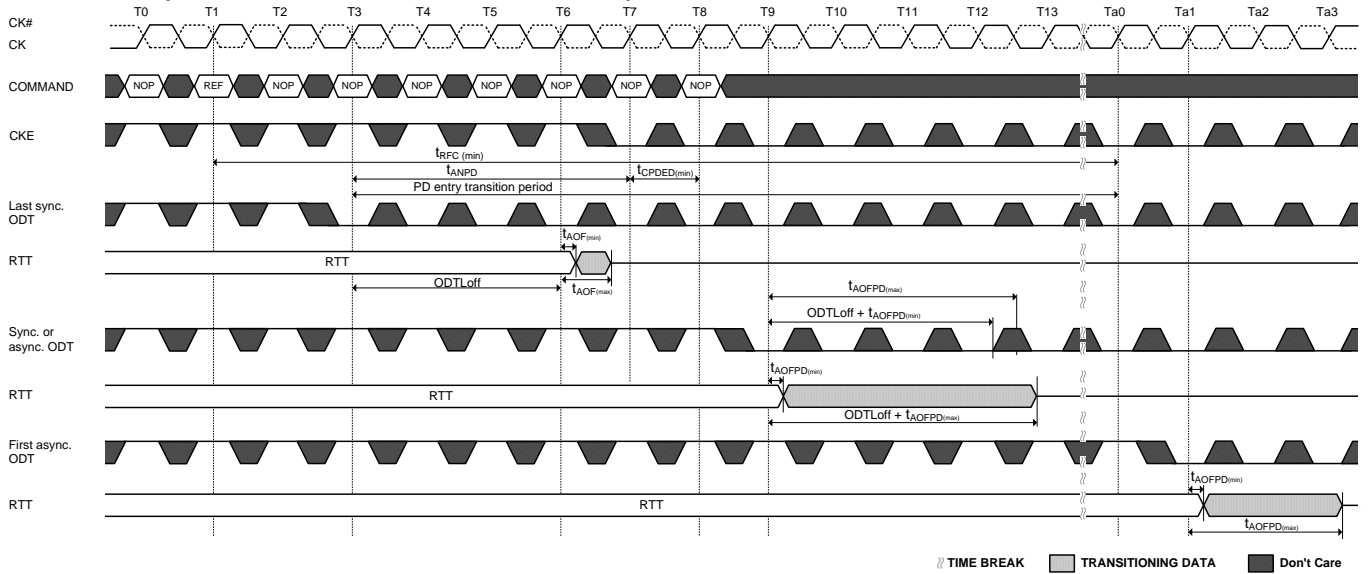 T0 T1 T2 T3 T4 T5 T6 T7 T8 T9 T10 T11 T12 T13 Ta0 Ta1 Ta2 Ta3
CK#
CK
COMMAND NOP REF NOP NOP NOP NOP NOP NOP NOP
CKE
tRFC (min)
tANPD tCPDED(min)
PD entry transition period
Last sync.
ODT
tAOF(min)
RTT RTT
ODTLoff tAOF(max)
tAOFPD(max)
ODTLoff + tAOFPD(min)
Sync. or
async. ODT
tAOFPD(min)
RTT RTT
ODTLoff + tAOFPD(max)
First async.
ODT
tAOFPD(min)
RTT RTT
tAOFPD(max)
TIME BREAK TRANSITIONING DATA Don't Care